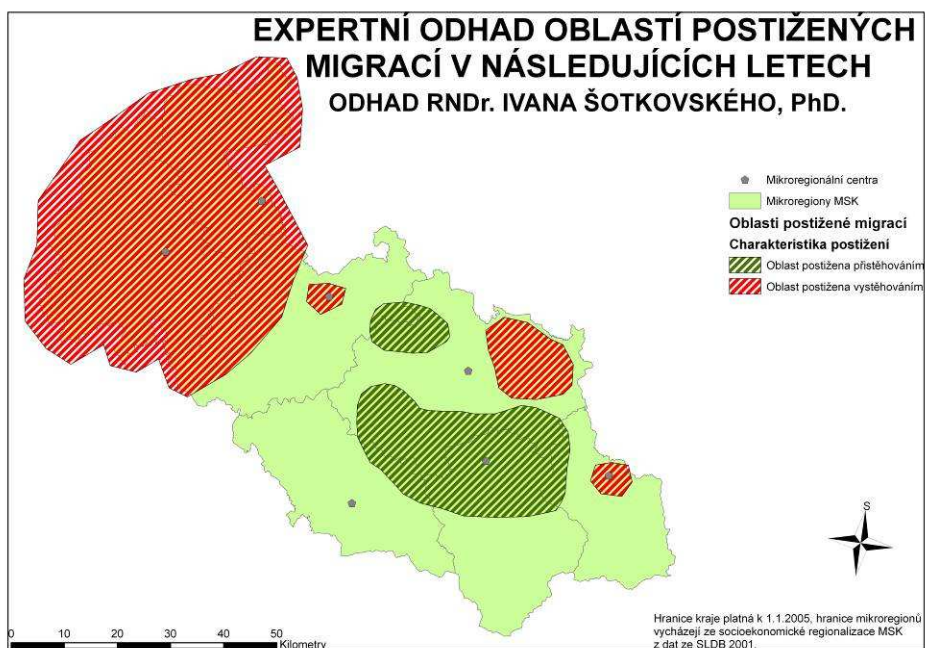 EXPERTNÍ ODHAD OBLASTÍ POSTIŽENÝCH
MIGRACÍ V NÁSLEDUJÍCÍCH LETECH
ODHAD RNDr. IVANA ŠOTKOVSKÉHO, PhD.
Mikroregionální centra
Mikroregiony MSK
Oblasti postižené migrací
Charakteristika postižení
Oblast postižena přistěhováním
Oblast postižena vystěhováním
S
Hranice kraje platná k 1.1.2005, hranice mikroregionů
vycházejí ze socioekonomické regionalizace MSK
z dat ze SLDB 2001.
0 10 20 30 40 50
Kilometry